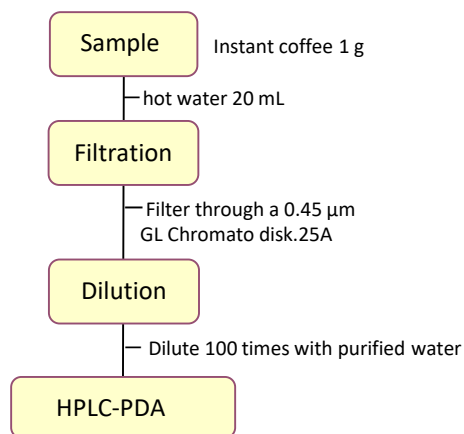 Sample
Instant coffee 1 g
hot water 20 mL
Filtration
Filter through a 0.45 μm
GL Chromato disk.25A
Dilution
Dilute 100 times with purified water
HPLC-PDA